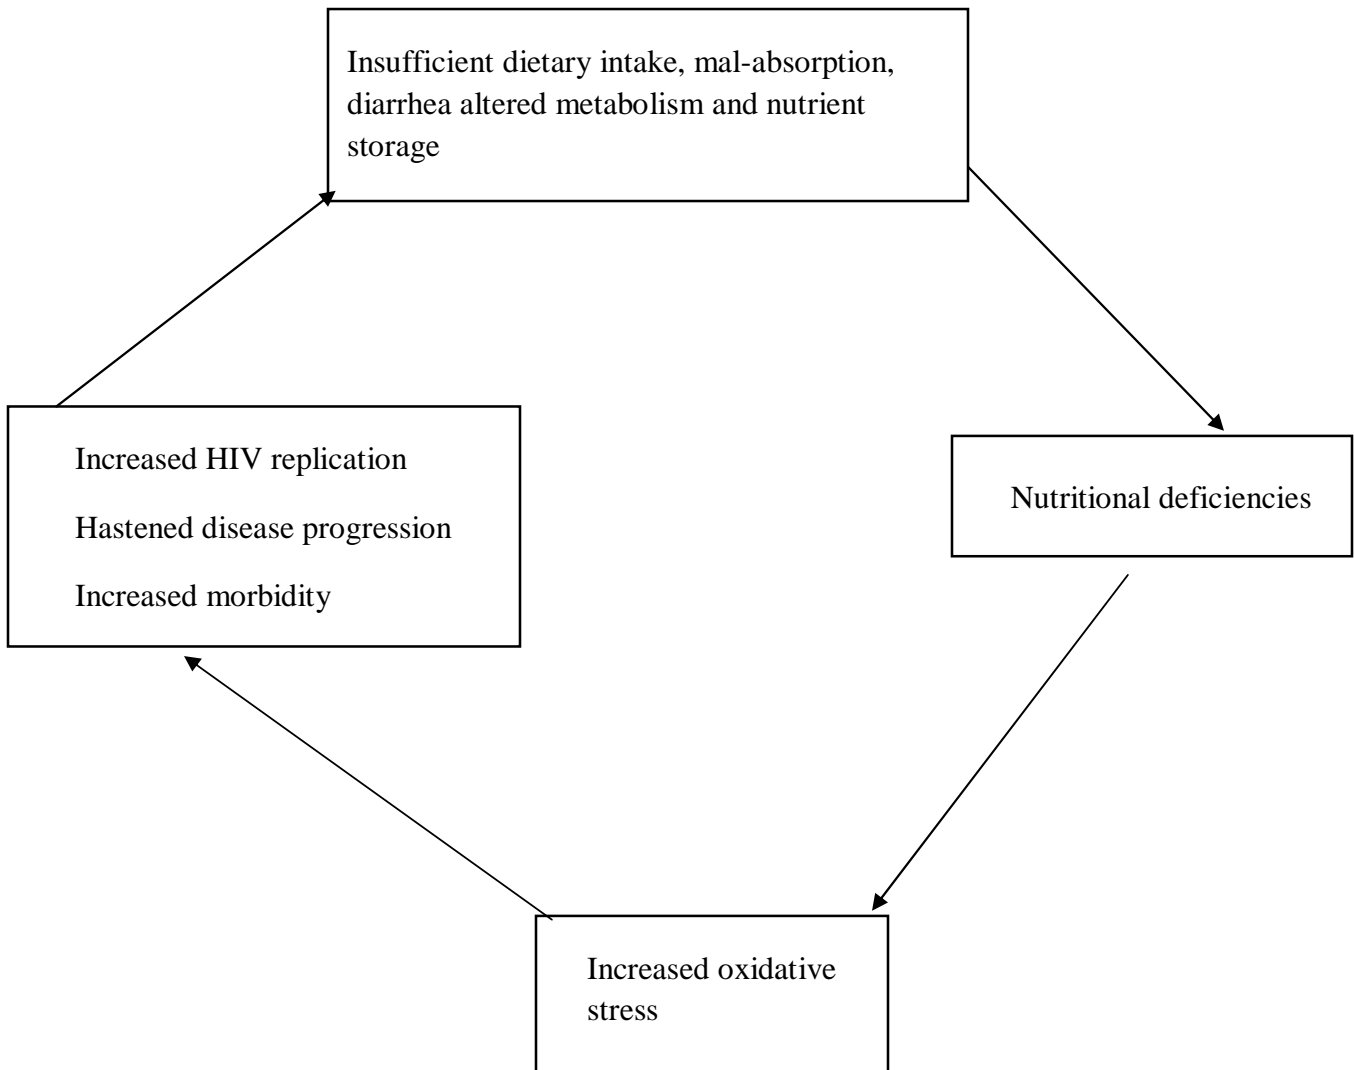 Insufficient dietary intake, mal-absorption,
diarrhea altered metabolism and nutrient
storage
Increased HIV replication
Hastened disease progression
Increased morbidity
Nutritional deficiencies
Increased oxidative
stress